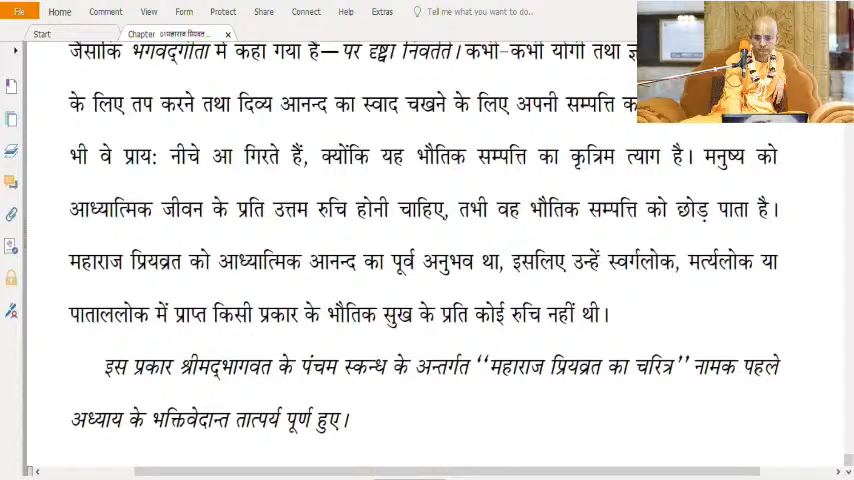 File Home Comment View Form Protect Share Connect Help Extras Tell me what you want to do...
Start Chapter 01महाराज प्रियव्रत...
जैसाकि भगवद्गीता में कहा गया है—परं दृष्ट्वा निवर्तते। कभी-कभी योगी तथा
के लिए तप करने तथा दिव्य आनन्द का स्वाद चखने के लिए अपनी सम्पत्ति
भी वे प्राय: नीचे आ गिरते हैं, क्योंकि यह भौतिक सम्पत्ति का कृत्रिम त्याग है। मनुष्य को
आध्यात्मिक जीवन के प्रति उत्तम रुचि होनी चाहिए, तभी वह भौतिक सम्पत्ति को छोड़ पाता है।
महाराज प्रियव्रत को आध्यात्मिक आनन्द का पूर्व अनुभव था, इसलिए उन्हें स्वर्गलोक, मर्त्यलोक या
पाताललोक में प्राप्त किसी प्रकार के भौतिक सुख के प्रति कोई रुचि नहीं थी।
इस प्रकार श्रीमद्भागवत के पंचम स्कन्ध के अन्तर्गत ‘‘महाराज प्रियव्रत का चरित्र’’ नामक पहले
अध्याय के भक्तिवेदान्त तात्पर्य पूर्ण हुए।